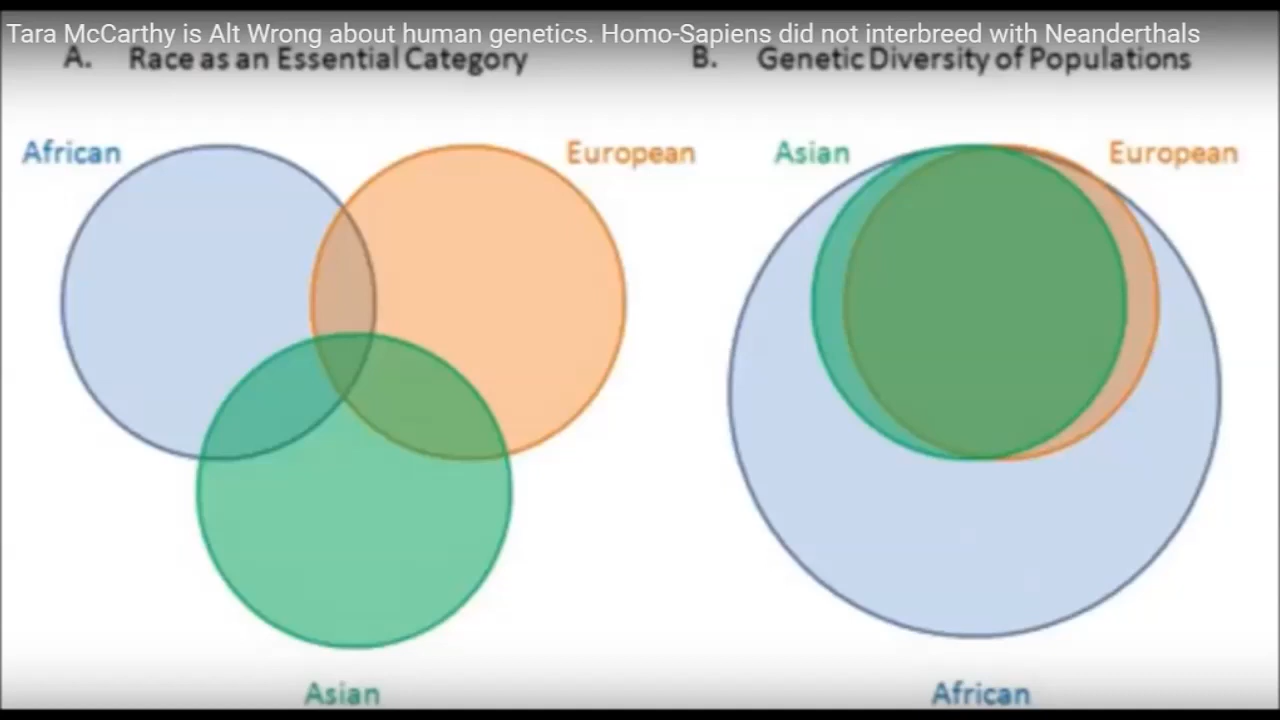 Tara McCarthy is Alt Wrong about human genetics. Homo-Sapiens did not interbreed with Neanderthals
A. Race as an Essential Category
B. Genetic Diversity of Populations
African
European
Asian
European
Asian
African